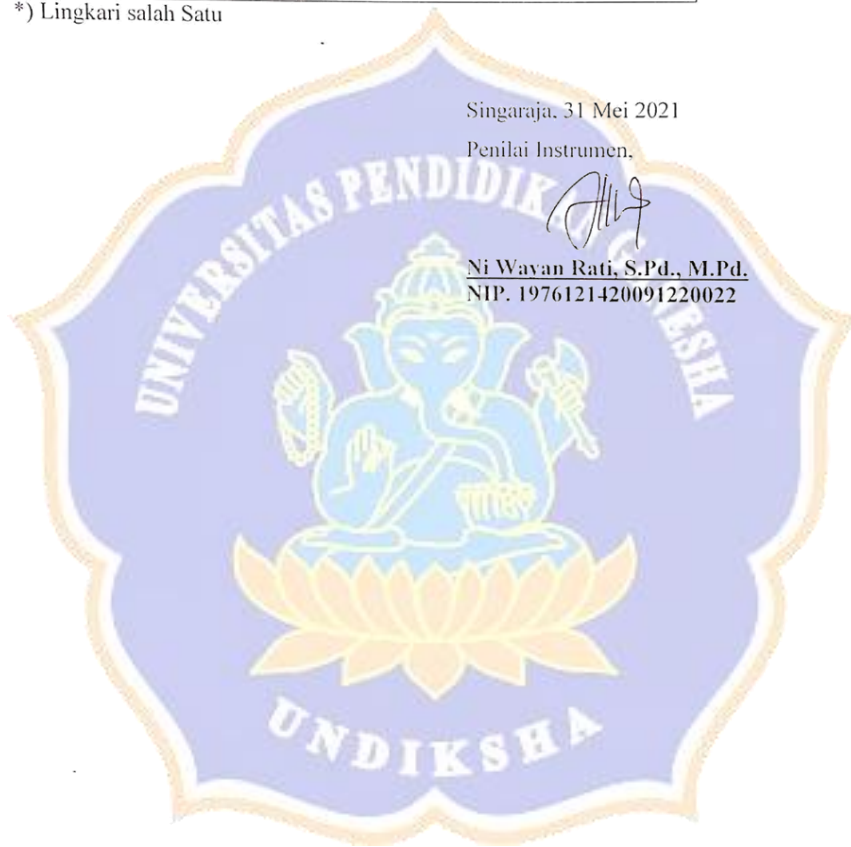 *) Lingkari salah Satu
Singaraja, 31 Mei 2021
Penilai Instrumen,
Ni Wayan Rati, S.Pd., M.Pd.
NIP. 1976121420091220022
UNIVERSITAS PENDIDIKAN GANESHA
UNDIKSHA